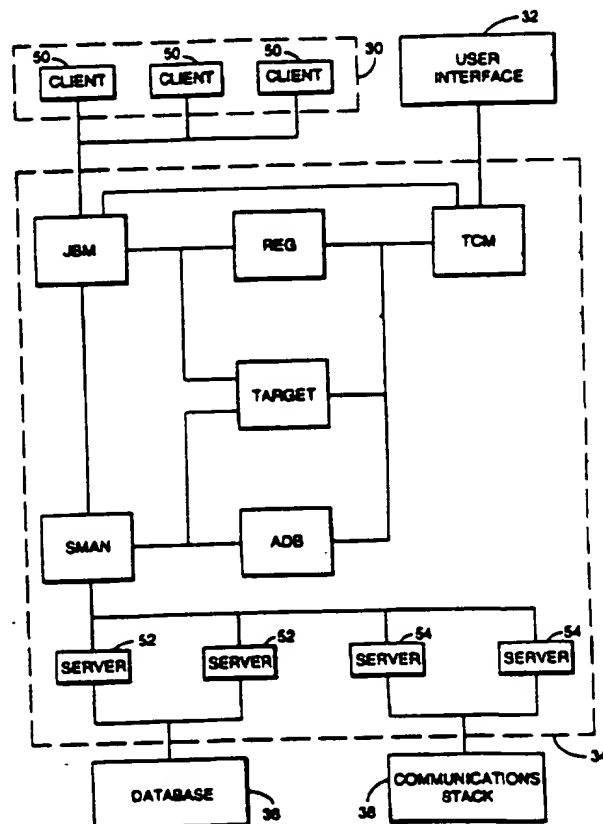 32
50
50
50
30
CLIENT
CLIENT
CLIENT
USER
INTERFACE
JBM
REG
TCM
TARGET
SMAN
ADB
52
52
54
54
SERVER
SERVER
SERVER
SERVER
34
DATABASE
36
38
COMMUNICATIONS
STACK